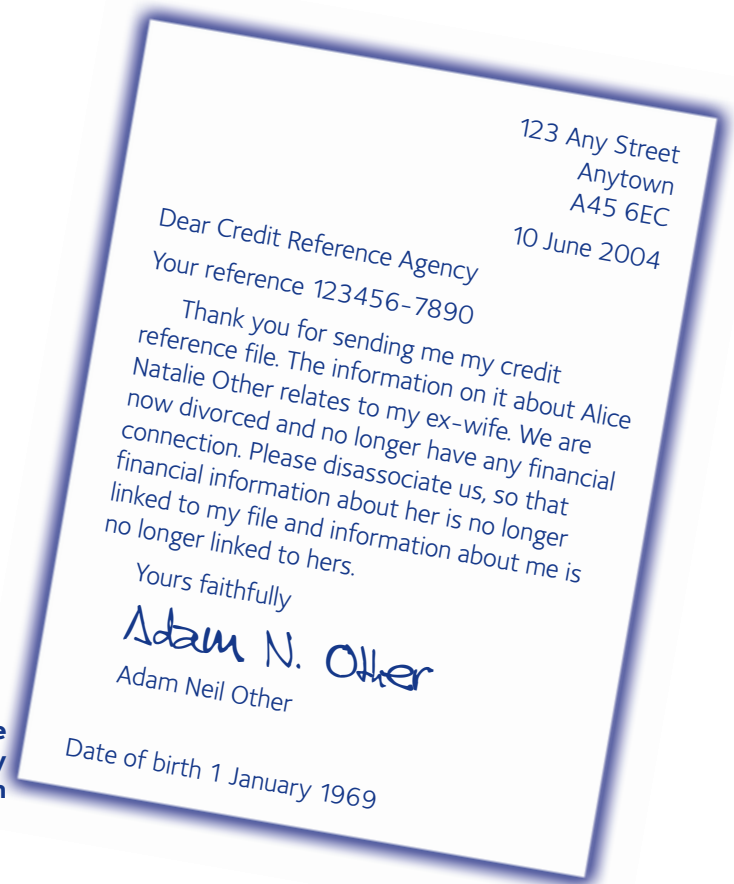 123 Any Street
Anytown
A45 6EC
10 June 2004
Dear Credit Reference Agency
Your reference 123456-7890
Thank you for sending me my credit
reference file. The information on it about Alice
Natalie Other relates to my ex-wife. We are
now divorced and no longer have any financial
connection. Please disassociate us, so that
financial information about her is no longer
linked to my file and information about me is
no longer linked to hers.
Yours faithfully
Adam N. Other
Adam Neil Other
Date of birth 1 January 1969